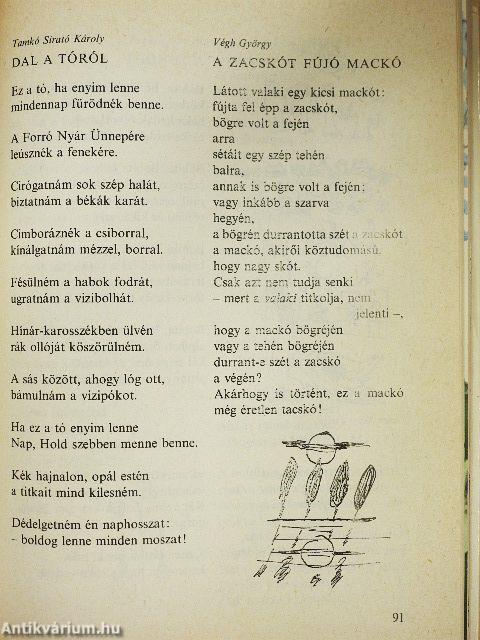 Tamkó Sirató Károly
DAL A TÓRÓL
Ez a tó, ha enyim lenne
mindennap fürödnék benne.
A Forró Nyár Ünnepére
leúsznék a fenekére.
Cirógatnám sok szép halát,
biztatnám a békák karát.
Cimboráznék a csiborral,
kínálgatnám mézzel, borral.
Fésülném a habok fodrát,
ugratnám a vizibolhát.
Hínár-karosszékben ülvén
rák ollóját köszörülném.
A sás között, ahogy lóg ott,
bámulnám a vizipókot.
Ha ez a tó enyim lenne
Nap, Hold szebben menne benne.
Kék hajnalon, opál estén
a titkait mind kilesném.
Dédelgetném én naphosszat:
– boldog lenne minden moszat!
Végh György
A ZACSKÓT FÚJÓ MACKÓ
Látott valaki egy kicsi mackót:
fújta fel épp a zacskót,
bögre volt a fején
arra
sétált egy szép tehén
balra,
annak is bögre volt a fején:
vagy inkább a szarva
hegyén,
a bögrén durrantotta szét a zacskót
a mackó, akiről köztudomású,
hogy nagy skót.
Csak azt nem tudja senki
– mert a valaki titkolja, nem
jelenti –,
hogy a mackó bögréjén
vagy a tehén bögréjén
durrant-e szét a zacskó
a végén?
Akárhogy is történt, ez a mackó
még éretlen tacskó!
91
Antikvárium.hu